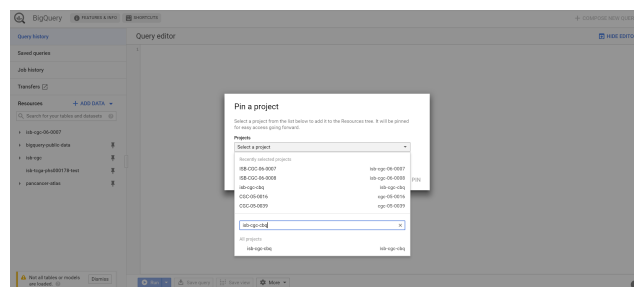 BigQuery
FEATURES & INFO
SHORTCUTS
+ COMPOSE NEW QUERY
Query history
Query editor
HIDE EDITOR
Saved queries
1
Job history
Transfers
Resources
+ ADD DATA
Search for your tables and datasets
isb-cgc-06-0007
bigquery-public-data
isb-cgc
pancancer-atlas
Pin a project
Select a project from the list below to add it to the Resources tree. It will be pinned
for easy access going forward.
Projects
Select a project
Recently selected projects
ISB-CGC-06-0007 isb-cgc-06-0007
ISB-CGC-06-0008 isb-cgc-06-0008
isb-cgc-cbq isb-cgc-cbq
CGC-05-0016 cgc-05-0016
CGC-05-0039 cgc-05-0039
PIN
isb-cgc-cbq
All projects
isb-cgc-cbq isb-cgc-cbq
Not all tables or models
are loaded.
Dismiss
Run
Save query
Save view
More